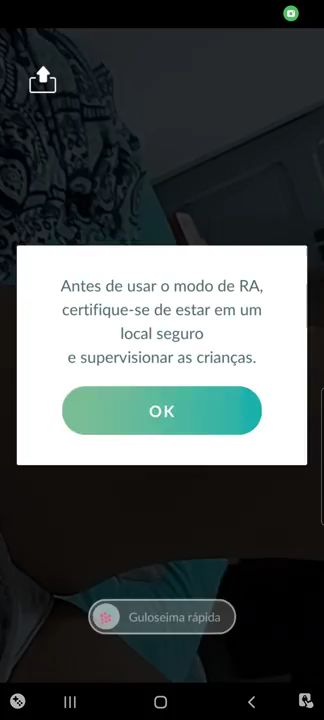 Antes de usar o modo de RA,
certifique-se de estar em um
local seguro
e supervisionar as crianças.
OK
Guloseima rápida